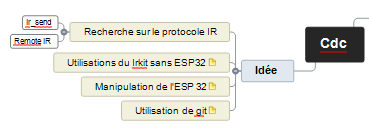 Ir_send
Remote IR
Recherche sur le protocole IR
Utilisations du Irkit sans ESP32
Manipulation de l'ESP 32
Utilisation de git
Idée
Cdc